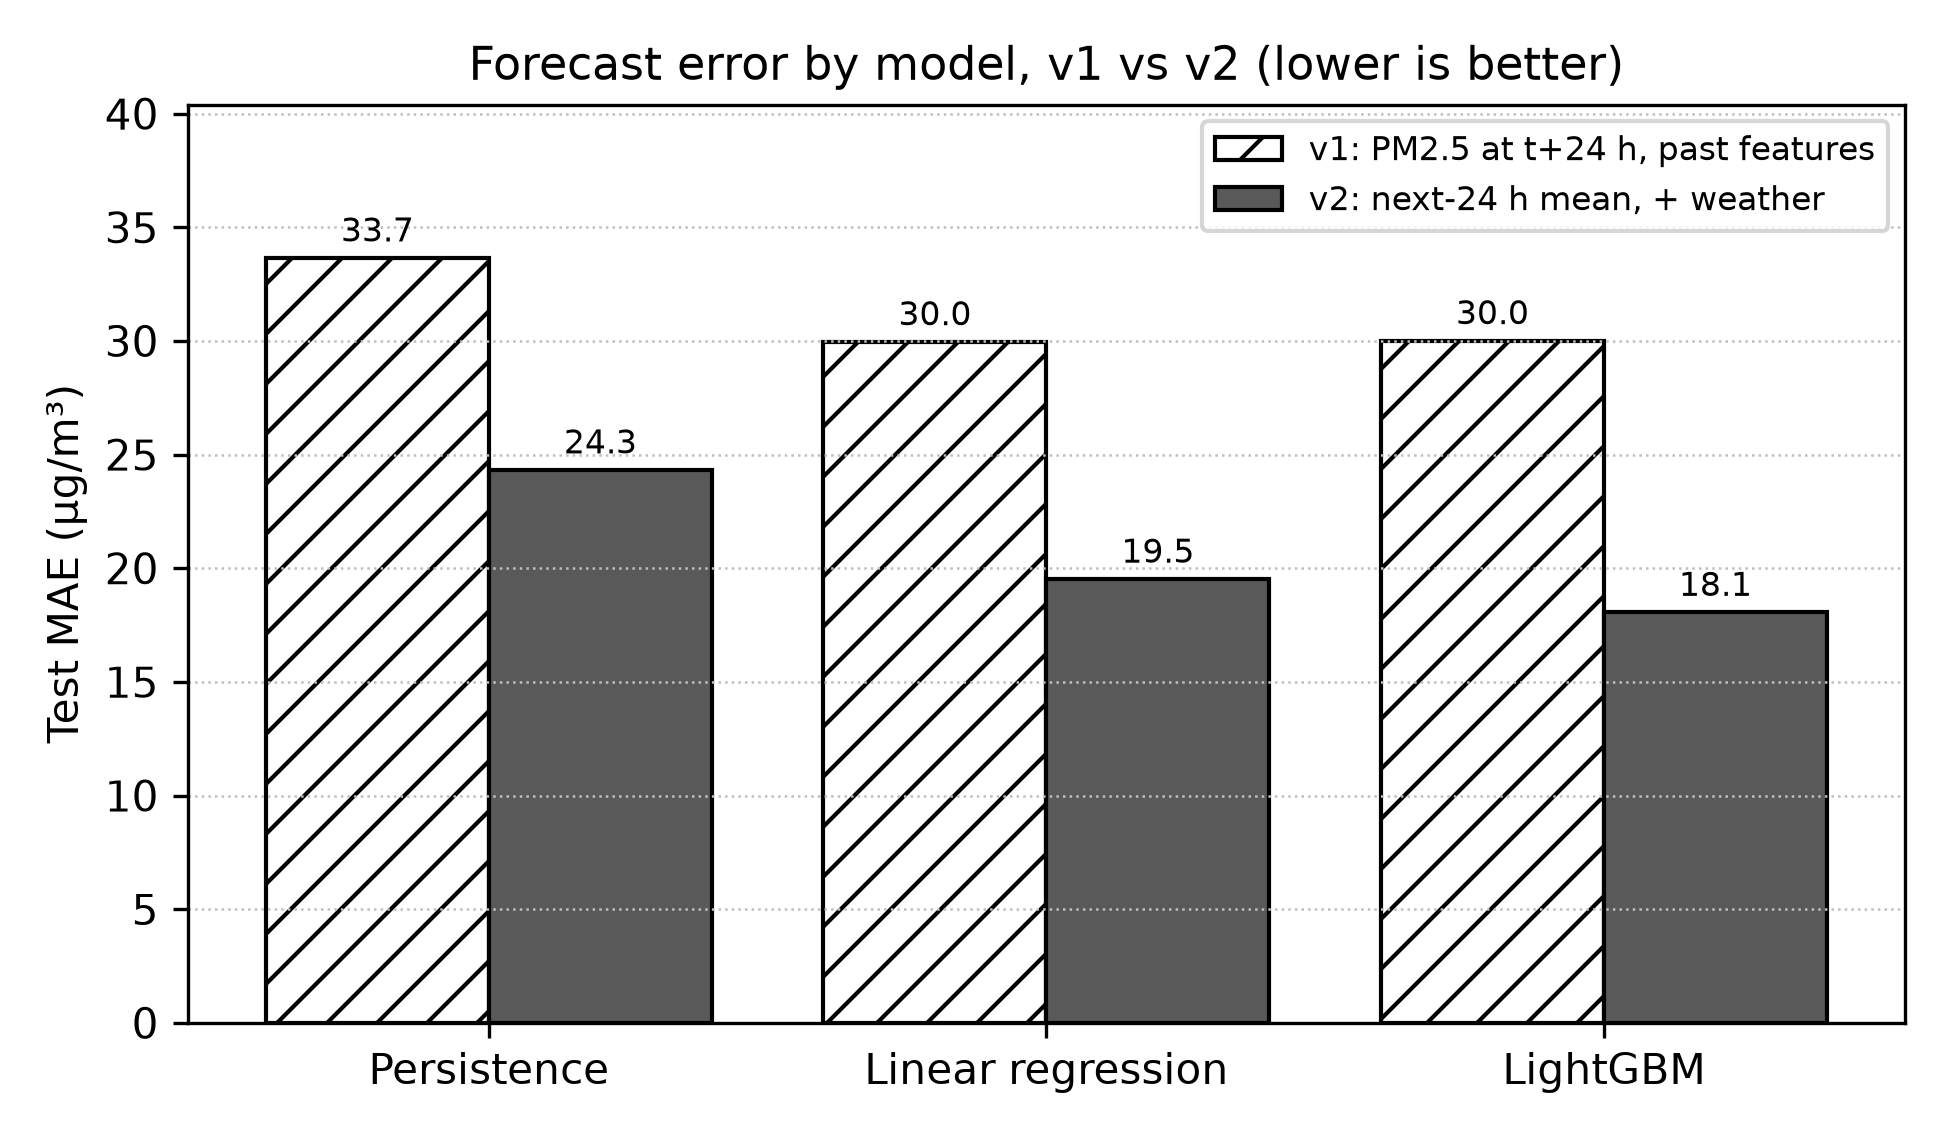 Forecast error by model, v1 vs v2 (lower is better)
v1: PM2.5 at t+24 h, past features
v2: next-24 h mean, + weather
Test MAE (µg/m³)
40
35
30
25
20
15
10
5
0
33.7
24.3
30.0
19.5
30.0
18.1
Persistence
Linear regression
LightGBM